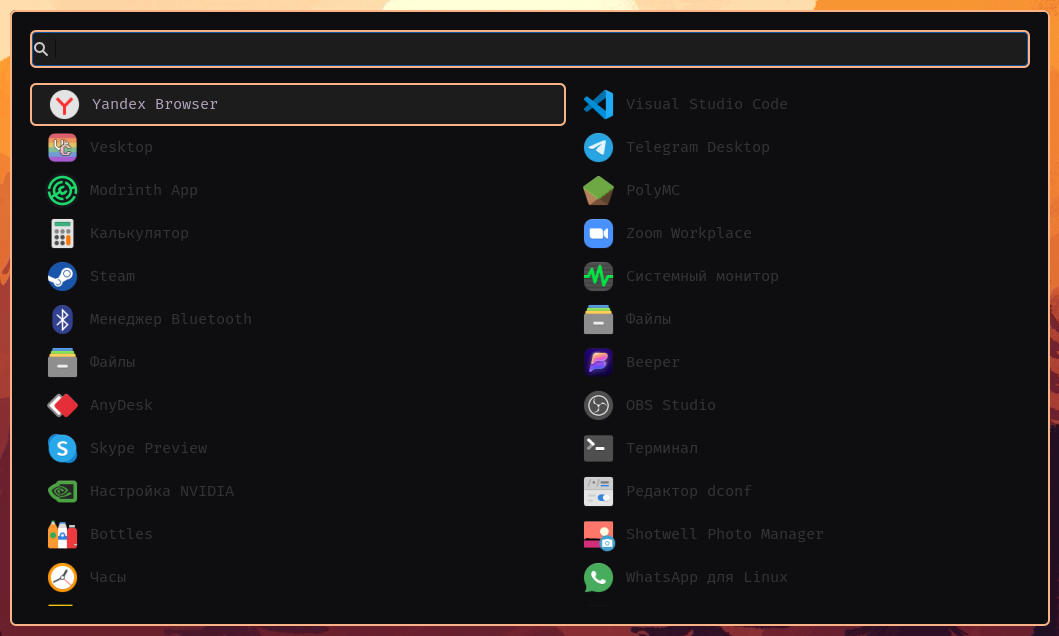 Yandex Browser
Visual Studio Code
Vesktop
Telegram Desktop
Modrinth App
PolyMC
Калькулятор
Zoom Workplace
Steam
Системный монитор
Менеджер Bluetooth
Файлы
Файлы
Beeper
AnyDesk
OBS Studio
Skype Preview
Терминал
Настройка NVIDIA
Редактор dconf
Bottles
Shotwell Photo Manager
Часы
WhatsApp для Linux